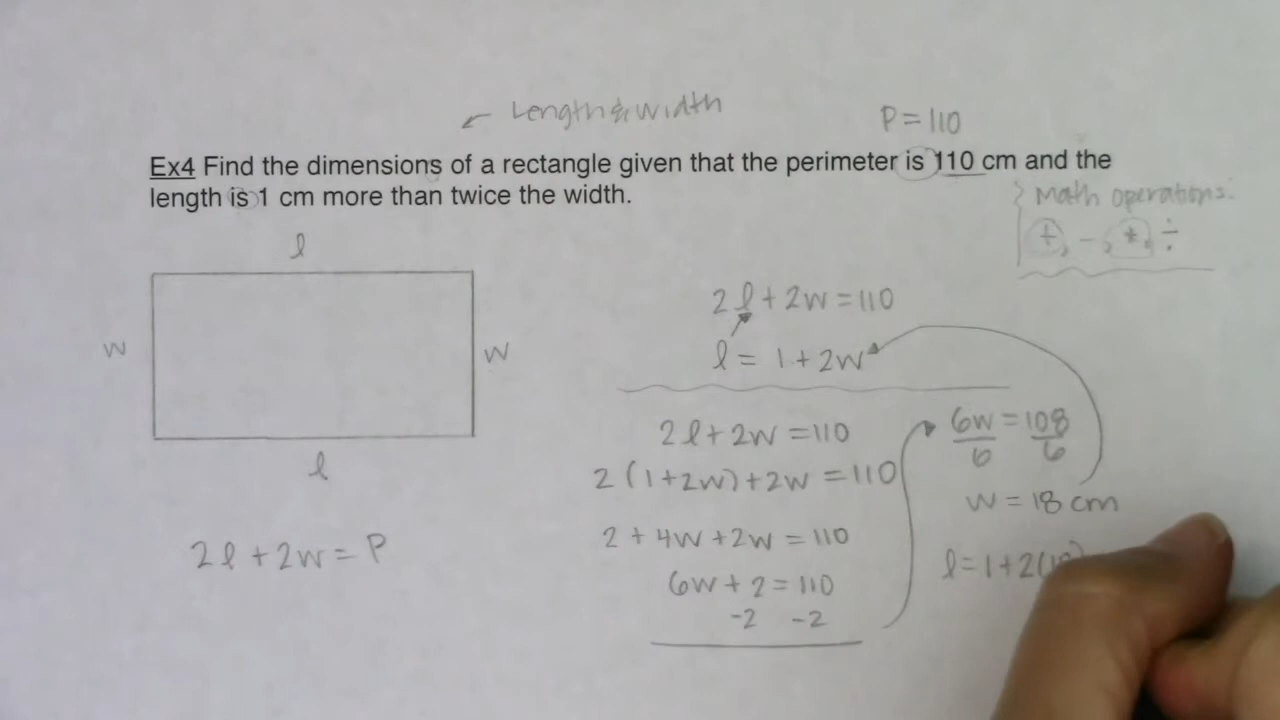 Length & width
P = 110
Ex4 Find the dimensions of a rectangle given that the perimeter is 110 cm and the
length is 1 cm more than twice the width.
Math operations:
+, -, *, ÷
l
w
w
l
2l + 2w = P
2l + 2w = 110
l = 1 + 2w
2l + 2w = 110
2(1+2w) + 2w = 110
2 + 4w + 2w = 110
6w + 2 = 110
-2 -2
6w = 108
6 6
w = 18 cm
l = 1 + 2(